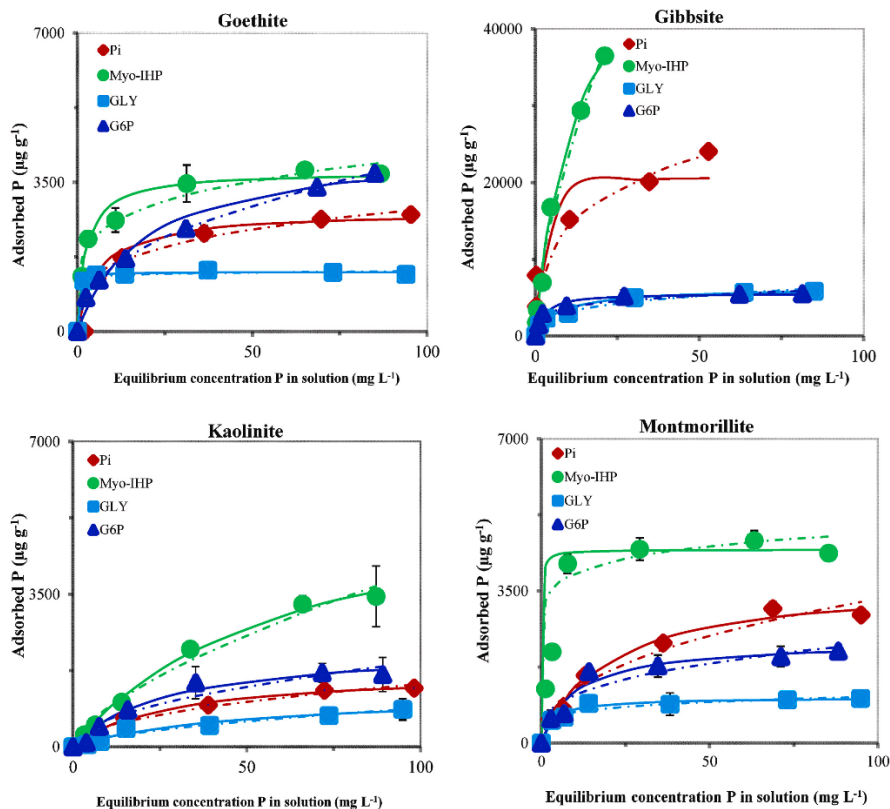 Goethite
7000
Pi
Myo-IHP
GLY
G6P
3500
0
0
50
100
Adsorbed P (µg g⁻¹)
Equilibrium concentration P in solution (mg L⁻¹)
Gibbsite
40000
Pi
Myo-IHP
GLY
G6P
20000
0
0
50
100
Adsorbed P (µg g⁻¹)
Equilibrium concentration P in solution (mg L⁻¹)
Kaolinite
7000
Pi
Myo-IHP
GLY
G6P
3500
0
0
50
100
Adsorbed P (µg g⁻¹)
Equilibrium concentration P in solution (mg L⁻¹)
Montmorillite
7000
Pi
Myo-IHP
GLY
G6P
3500
0
0
50
100
Adsorbed P (µg g⁻¹)
Equilibrium concentration P in solution (mg L⁻¹)